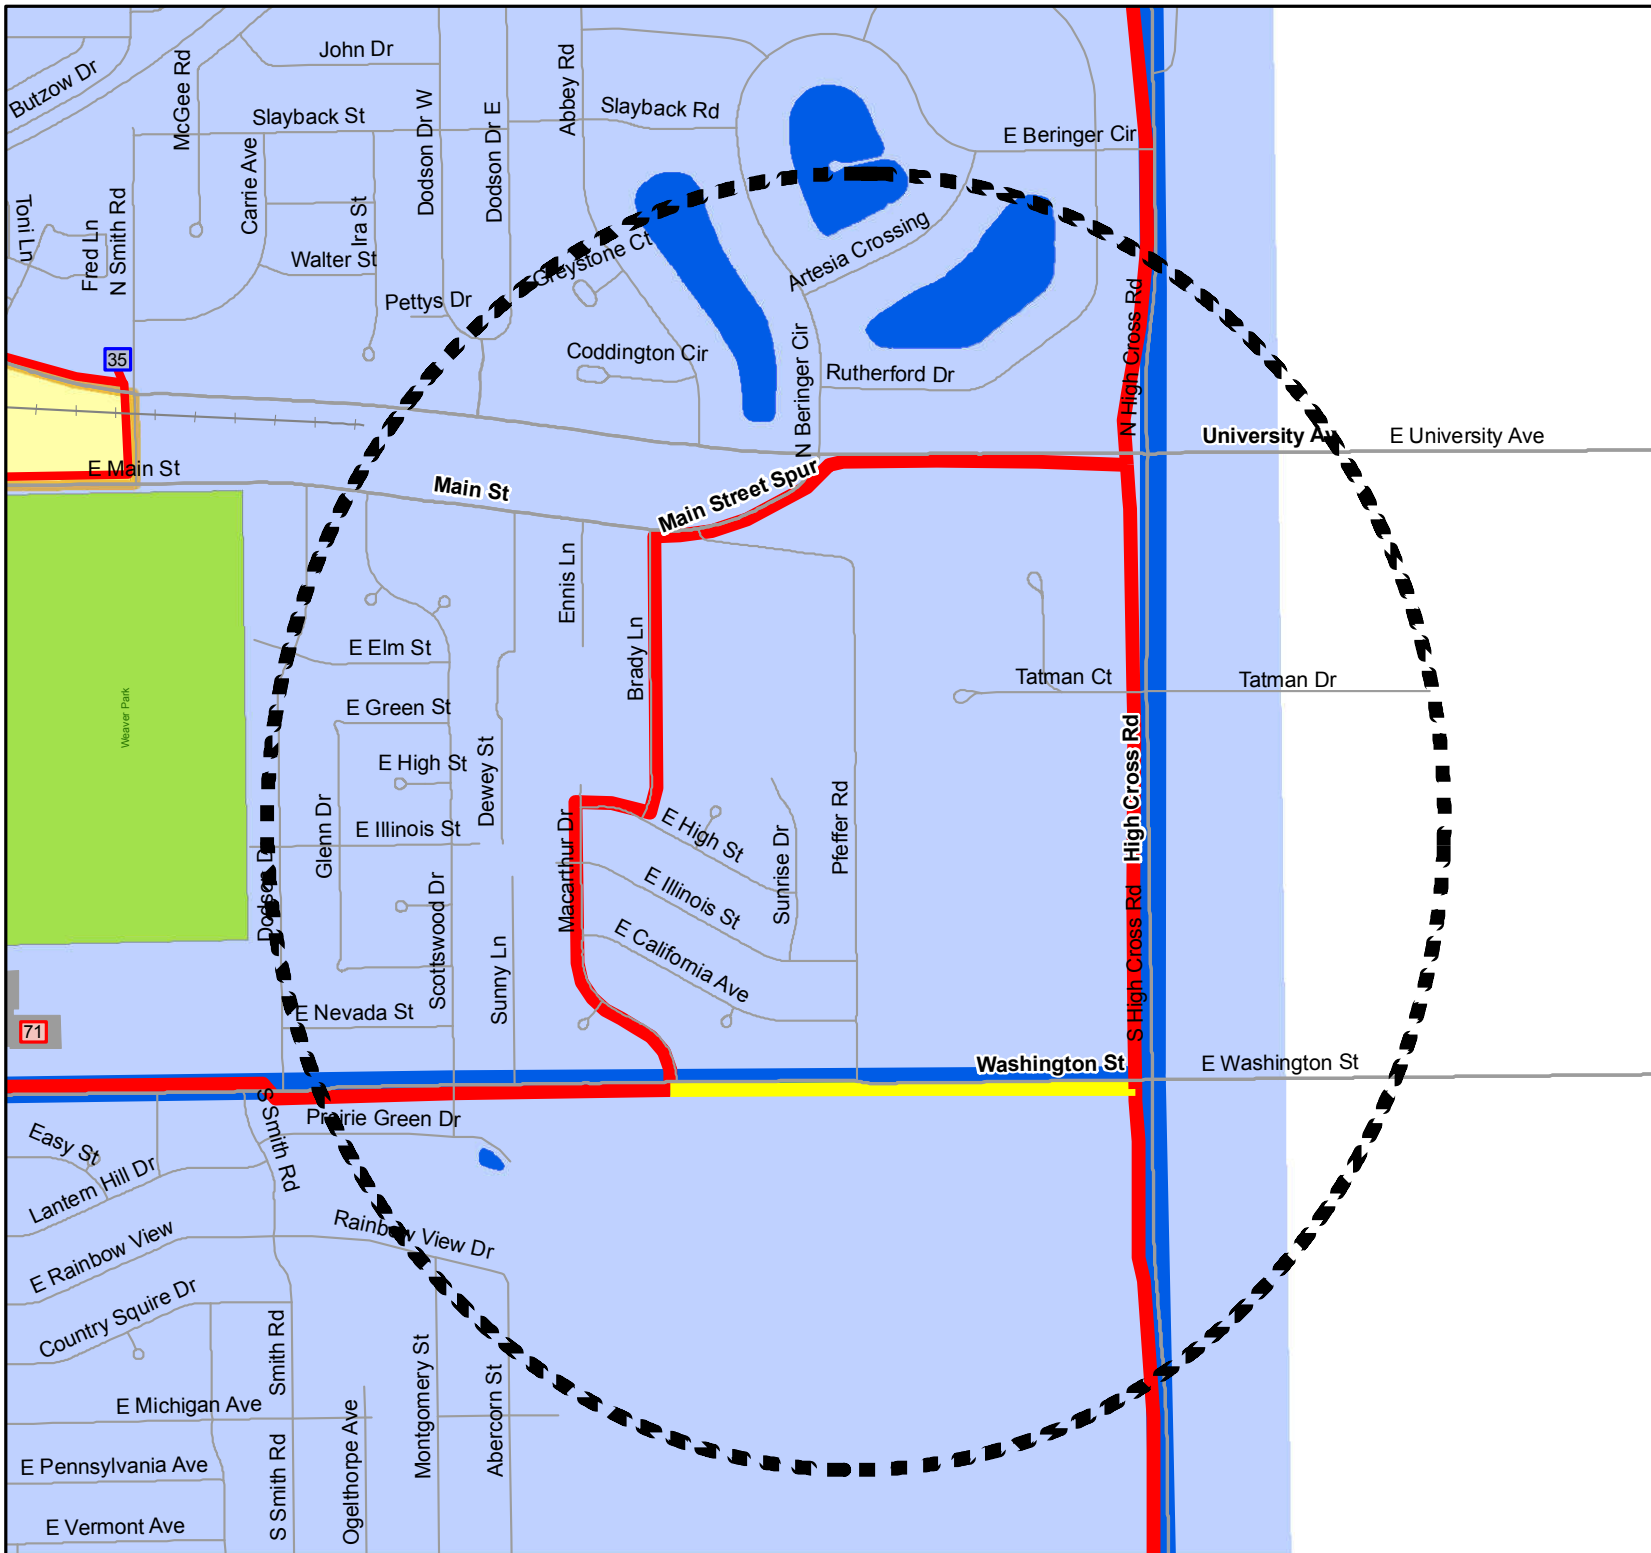 John Dr
Butzow Dr
McGee Rd
Abbey Rd
Slayback St
Slayback Rd
E Beringer Cir
Dodson Dr W
Dodson Dr E
Carrie Ave
Toni Ln
Fred Ln
N Smith Rd
Ira St
Walter St
Greystone Ct
Artesia Crossing
Pettys Dr
N High Cross Rd
35
Coddington Cir
N Beringer Cir
Rutherford Dr
University Av
E University Ave
E Main St
Main St
Main Street Spur
Ennis Ln
E Elm St
Brady Ln
Weaver Park
E Green St
Tatman Ct
Tatman Dr
E High St
Dewey St
High Cross Rd
Glenn Dr
E Illinois St
Macarthur Dr
E High St
Sunrise Dr
Pfeffer Rd
Dodson D
E Illinois St
Scottswood Dr
E California Ave
Sunny Ln
S High Cross Rd
E Nevada St
71
Washington St
E Washington St
S Smith Rd
Prairie Green Dr
Easy St
Lantern Hill Dr
E Rainbow View
Rainbow View Dr
Country Squire Dr
Smith Rd
Montgomery St
Abercorn St
E Michigan Ave
Ogelthorpe Ave
S Smith Rd
E Pennsylvania Ave
E Vermont Ave